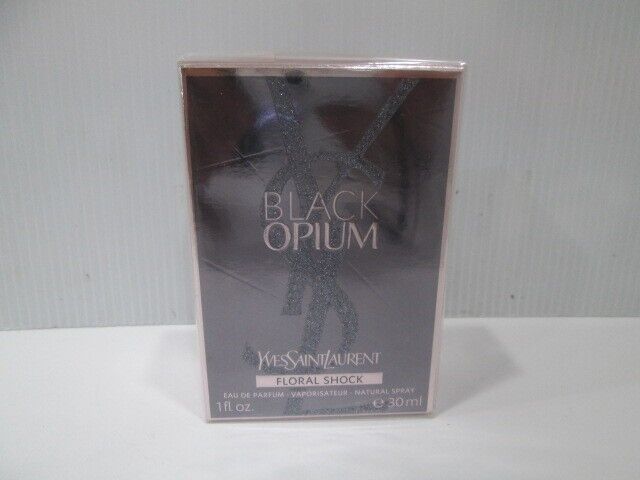 BLACK
OPIUM
YVESSAINTLAURENT
FLORAL SHOCK
EAU DE PARFUM - VAPORISATEUR - NATURAL SPRAY
1 fl. oz. ℮ 30 ml